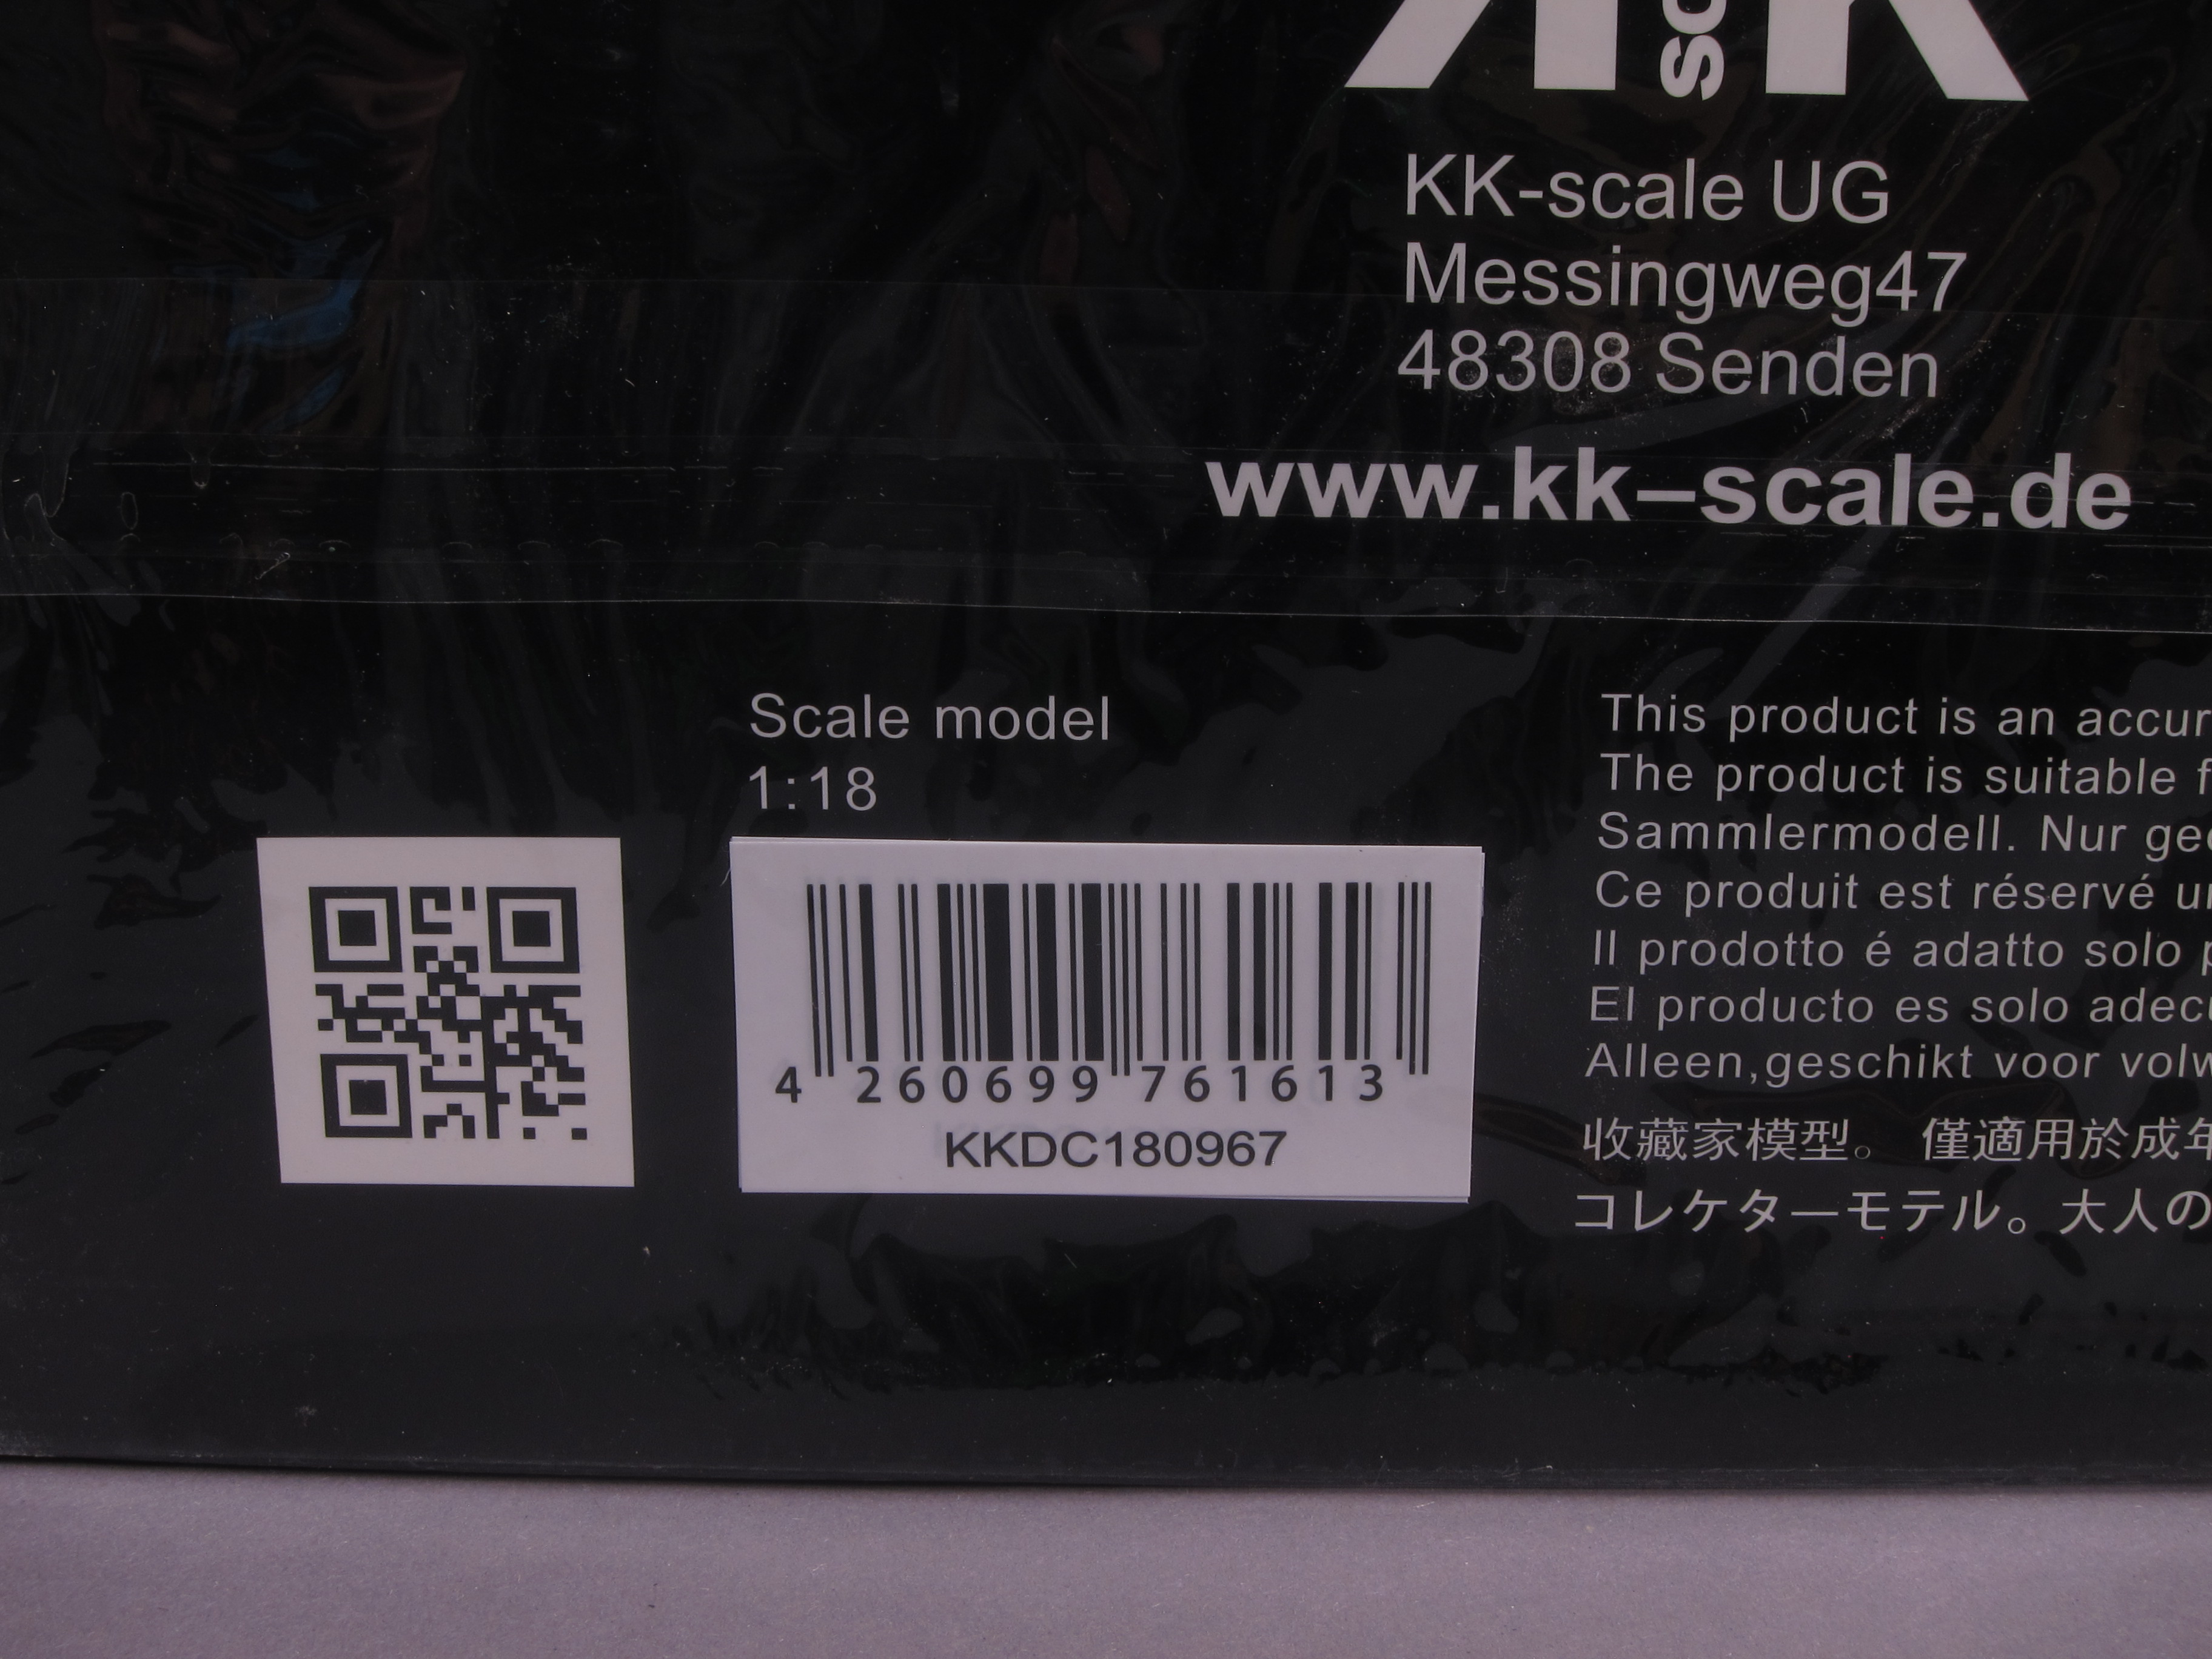 KK-scale UG
Messingweg47
48308 Senden
www.kk–scale.de
Scale model
1:18
4 260699 761613
KKDC180967
This product is an accur
The product is suitable f
Sammlermodell. Nur gee
Ce produit est réservé u
Il prodotto é adatto solo p
El producto es solo adecu
Alleen,geschikt voor volw
收藏家模型。 僅適用於成年
コレケターモテル。大人の